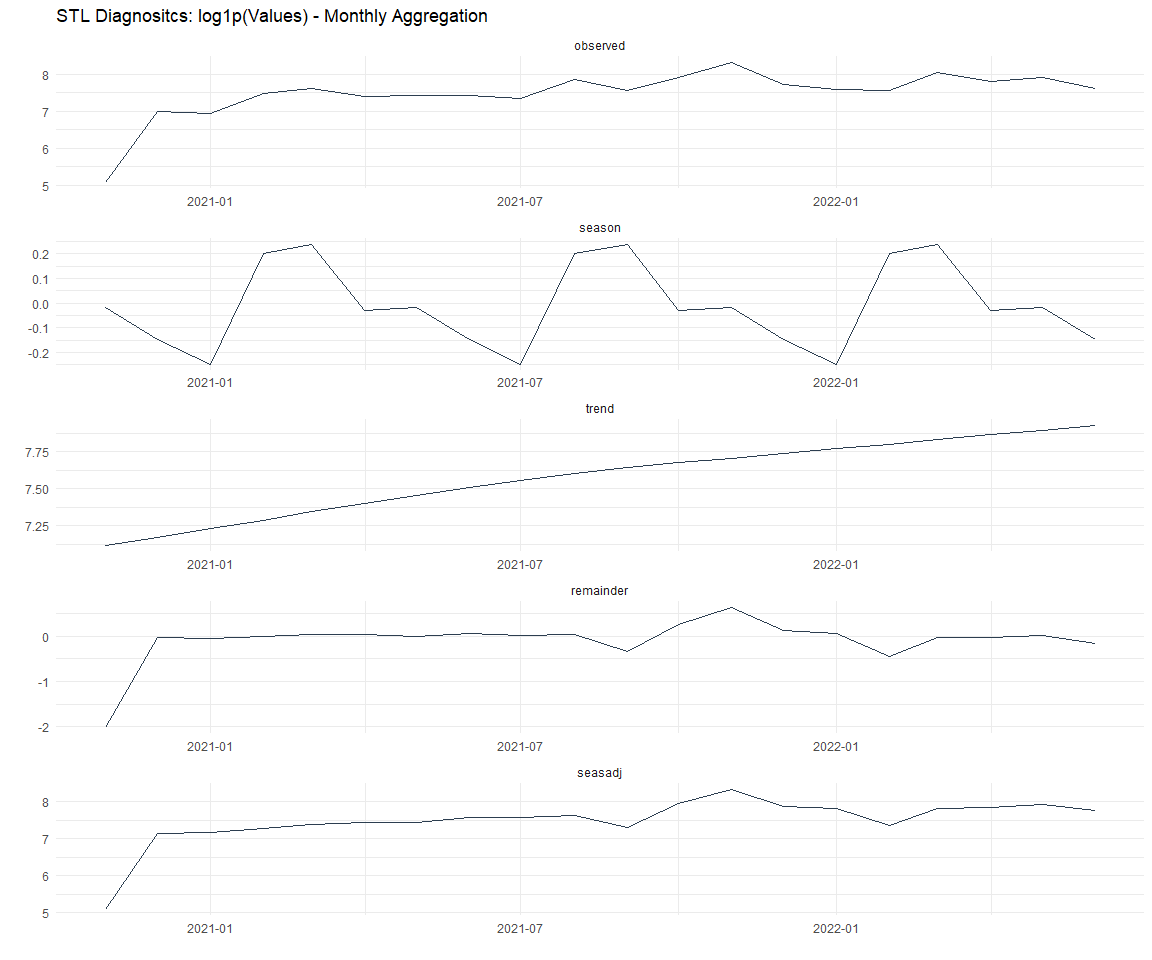 STL Diagnositcs: log1p(Values) - Monthly Aggregation
observed
8
7
6
5
2021-01 2021-07 2022-01
season
0.2
0.1
0.0
-0.1
-0.2
2021-01 2021-07 2022-01
trend
7.75
7.50
7.25
2021-01 2021-07 2022-01
remainder
0
-1
-2
2021-01 2021-07 2022-01
seasadj
8
7
6
5
2021-01 2021-07 2022-01